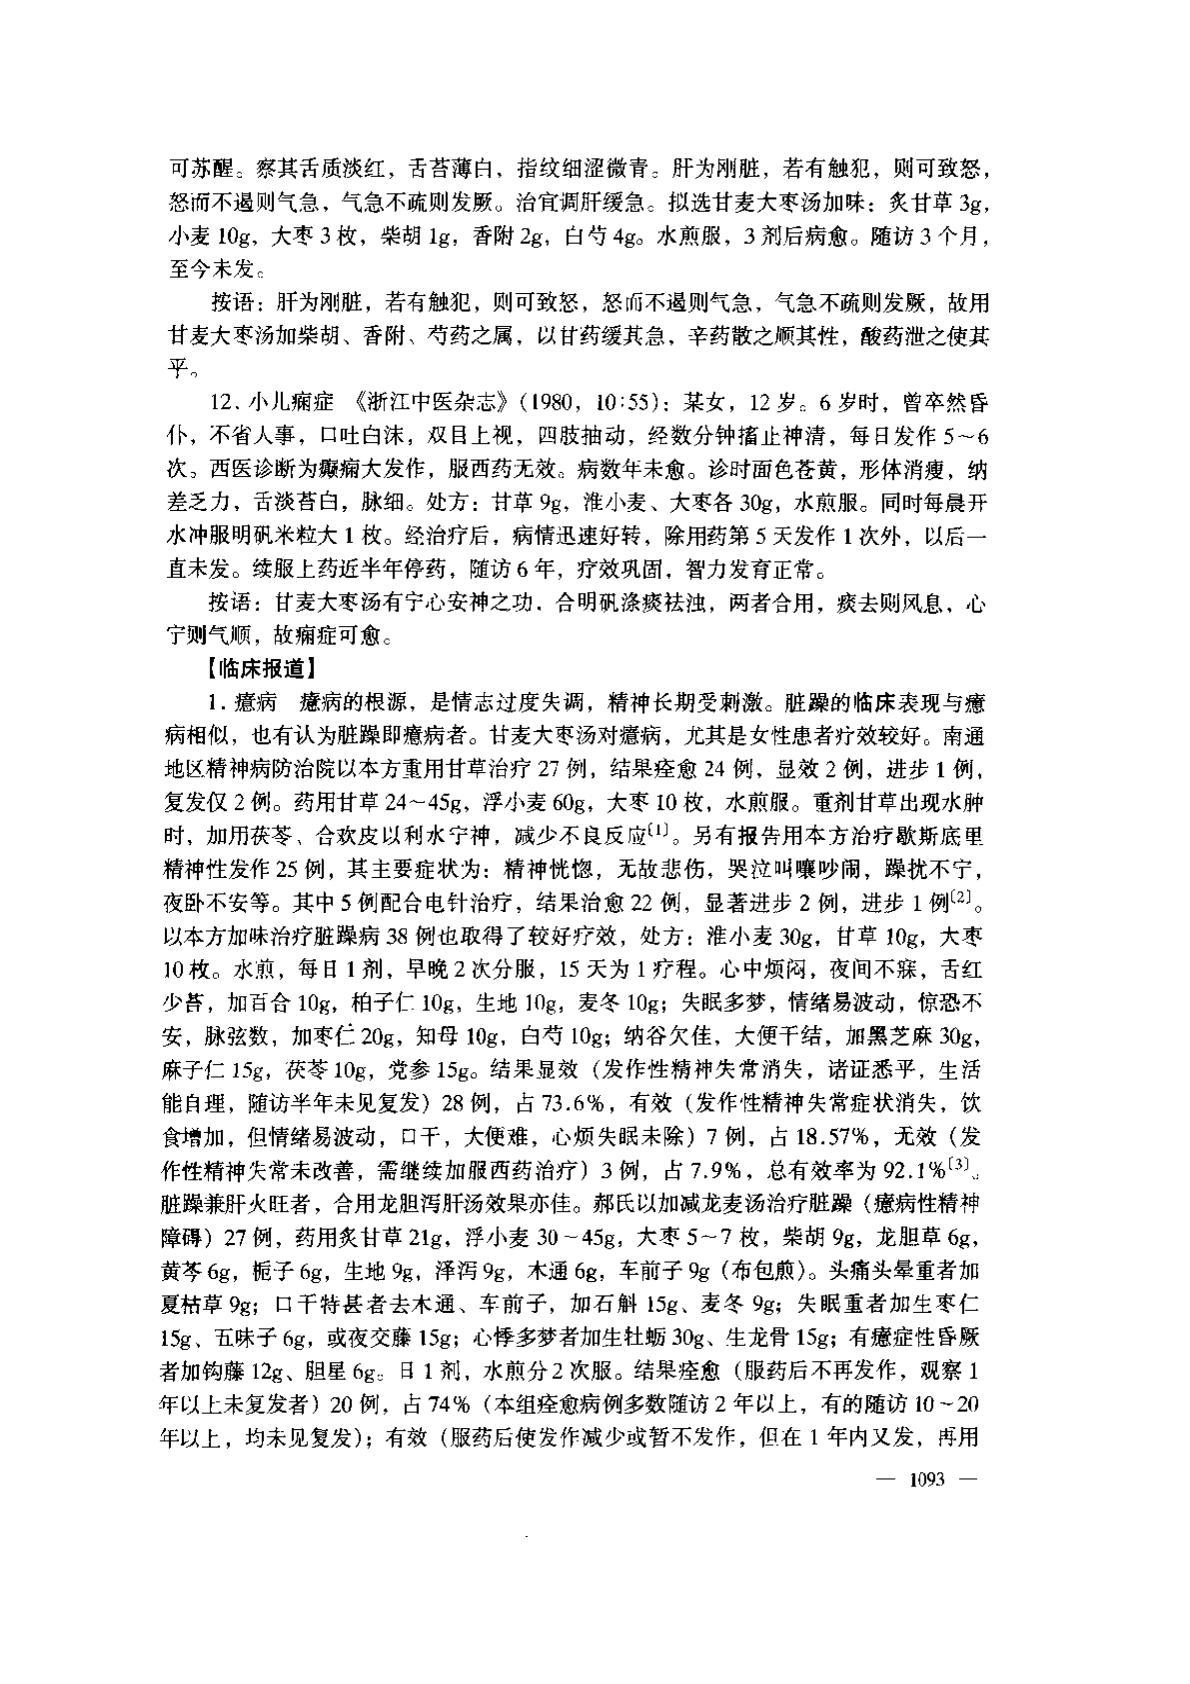 可苏醒。察其舌质淡红，舌苔薄白，指纹细涩微青。肝为刚脏，若有触犯，则可致怒，
怒而不遏则气急，气急不疏则发厥。治宜调肝缓急。拟选甘麦大枣汤加味：炙甘草 3g，
小麦 10g，大枣 3 枚，柴胡 1g，香附 2g，白芍 4g。水煎服，3 剂后病愈。随访 3 个月，
至今未发。
按语：肝为刚脏，若有触犯，则可致怒，怒而不遏则气急，气急不疏则发厥，故用
甘麦大枣汤加柴胡、香附、芍药之属，以甘药缓其急，辛药散之顺其性，酸药泄之使其
平。
12. 小儿痫症 《浙江中医杂志》（1980，10∶55）：某女，12 岁。6 岁时，曾卒然昏
仆，不省人事，口吐白沫，双目上视，四肢抽动，经数分钟搐止神清，每日发作 5～6
次。西医诊断为癫痫大发作，服西药无效。病数年未愈。诊时面色苍黄，形体消瘦，纳
差乏力，舌淡苔白，脉细。处方：甘草 9g，淮小麦、大枣各 30g，水煎服。同时每晨开
水冲服明矾米粒大 1 枚。经治疗后，病情迅速好转，除用药第 5 天发作 1 次外，以后一
直未发。续服上药近半年停药，随访 6 年，疗效巩固，智力发育正常。
按语：甘麦大枣汤有宁心安神之功，合明矾涤痰祛浊，两者合用，痰去则风息，心
宁则气顺，故痫症可愈。
【临床报道】
1. 癔病　癔病的根源，是情志过度失调，精神长期受刺激。脏躁的临床表现与癔
病相似，也有认为脏躁即癔病者。甘麦大枣汤对癔病，尤其是女性患者疗效较好。南通
地区精神病防治院以本方重用甘草治疗 27 例，结果痊愈 24 例，显效 2 例，进步 1 例，
复发仅 2 例。药用甘草 24～45g，浮小麦 60g，大枣 10 枚，水煎服。重剂甘草出现水肿
时，加用茯苓、合欢皮以利水宁神，减少不良反应〔1〕。另有报告用本方治疗歇斯底里
精神性发作 25 例，其主要症状为：精神恍惚，无故悲伤，哭泣叫嚷吵闹，躁扰不宁，
夜卧不安等。其中 5 例配合电针治疗，结果治愈 22 例，显著进步 2 例，进步 1 例〔2〕。
以本方加味治疗脏躁病 38 例也取得了较好疗效，处方：淮小麦 30g，甘草 10g，大枣
10 枚。水煎，每日 1 剂，早晚 2 次分服，15 天为 1 疗程。心中烦闷，夜间不寐，舌红
少苔，加百合 10g，柏子仁 10g，生地 10g，麦冬 10g；失眠多梦，情绪易波动，惊恐不
安，脉弦数，加枣仁 20g，知母 10g，白芍 10g；纳谷欠佳，大便干结，加黑芝麻 30g，
麻子仁 15g，茯苓 10g，党参 15g。结果显效（发作性精神失常消失，诸证悉平，生活
能自理，随访半年未见复发）28 例，占 73.6%，有效（发作性精神失常症状消失，饮
食增加，但情绪易波动，口干，大便难，心烦失眠未除）7 例，占 18.57%，无效（发
作性精神失常未改善，需继续加服西药治疗）3 例，占 7.9%，总有效率为 92.1%〔3〕。
脏躁兼肝火旺者，合用龙胆泻肝汤效果亦佳。郝氏以加减龙麦汤治疗脏躁（癔病性精神
障碍）27 例，药用炙甘草 21g，浮小麦 30～45g，大枣 5～7 枚，柴胡 9g，龙胆草 6g，
黄芩 6g，栀子 6g，生地 9g，泽泻 9g，木通 6g，车前子 9g（布包煎）。头痛头晕重者加
夏枯草 9g；口干特甚者去木通、车前子，加石斛 15g、麦冬 9g；失眠重者加生枣仁
15g、五味子 6g，或夜交藤 15g；心悸多梦者加生牡蛎 30g、生龙骨 15g；有癔症性昏厥
者加钩藤 12g、胆星 6g。日 1 剂，水煎分 2 次服。结果痊愈（服药后不再发作，观察 1
年以上未复发者）20 例，占 74%（本组痊愈病例多数随访 2 年以上，有的随访 10～20
年以上，均未见复发）；有效（服药后使发作减少或暂不发作，但在 1 年内又发，再用
— 1093 —